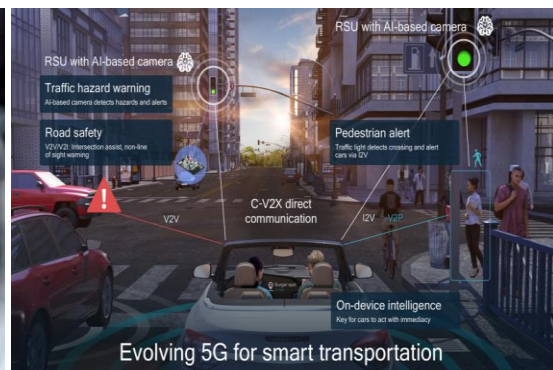 RSU with AI-based camera
RSU with AI-based camera
Traffic hazard warning
AI-based camera detects hazards and alerts
Road safety
V2V/V2I: Intersection assist, non-line
of sight warning
Pedestrian alert
Traffic light detects crossing and alert
cars via I2V
C-V2X direct
communication
V2V
I2V
V2P
On-device intelligence
Key for cars to act with immediacy
Evolving 5G for smart transportation